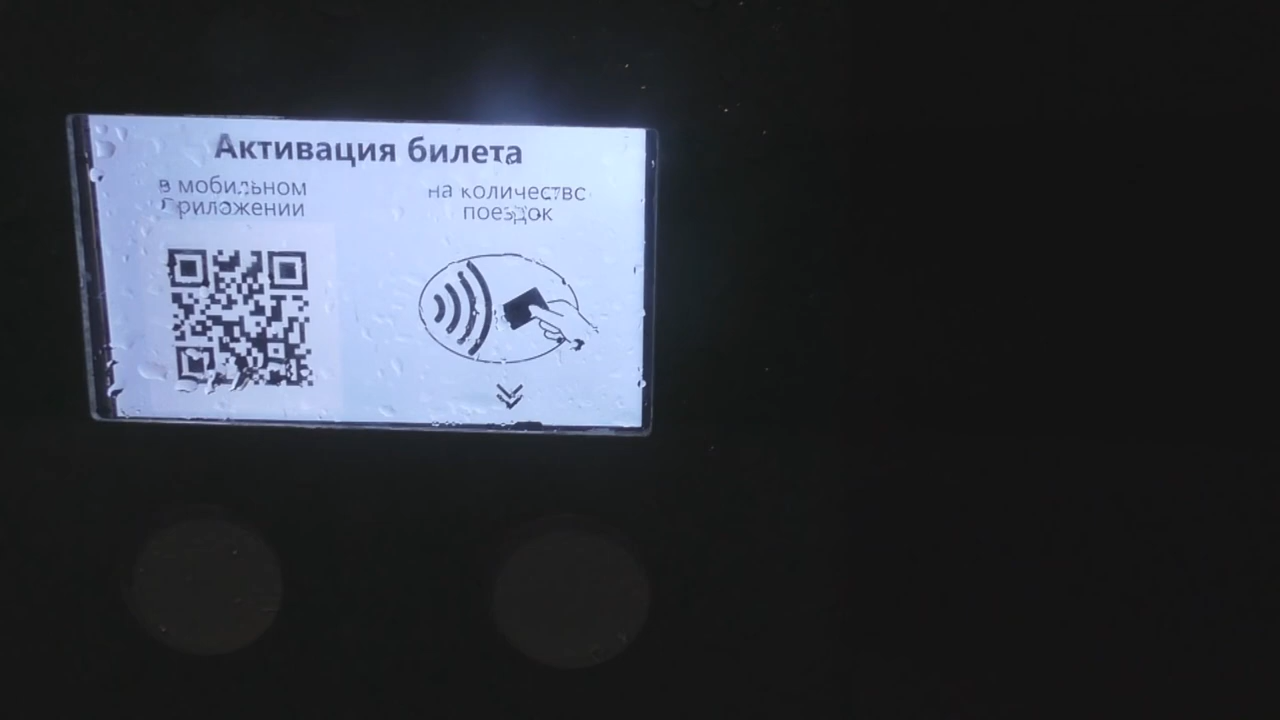 Активация билета
в мобильном
приложении
на количество
поездок